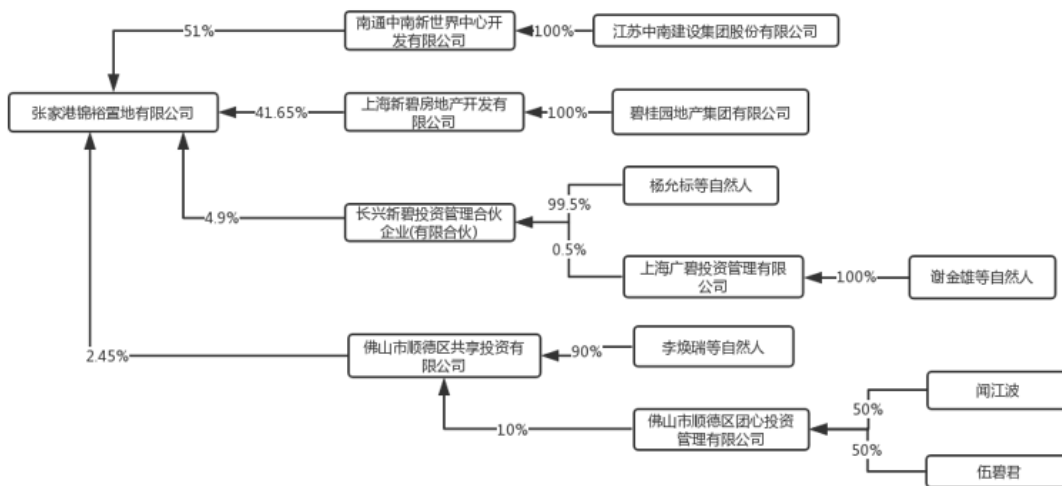 南通中南新世界中心开
发有限公司
51%
100%
江苏中南建设集团股份有限公司
张家港锦裕置地有限公司
41.65%
上海新碧房地产开发有
限公司
100%
碧桂园地产集团有限公司
杨允标等自然人
99.5%
4.9%
长兴新碧投资管理合伙
企业(有限合伙)
0.5%
上海广碧投资管理有限
公司
100%
谢金雄等自然人
2.45%
佛山市顺德区共享投资有
限公司
90%
李焕瑞等自然人
闻江波
50%
10%
佛山市顺德区团心投资
管理有限公司
50%
伍碧君